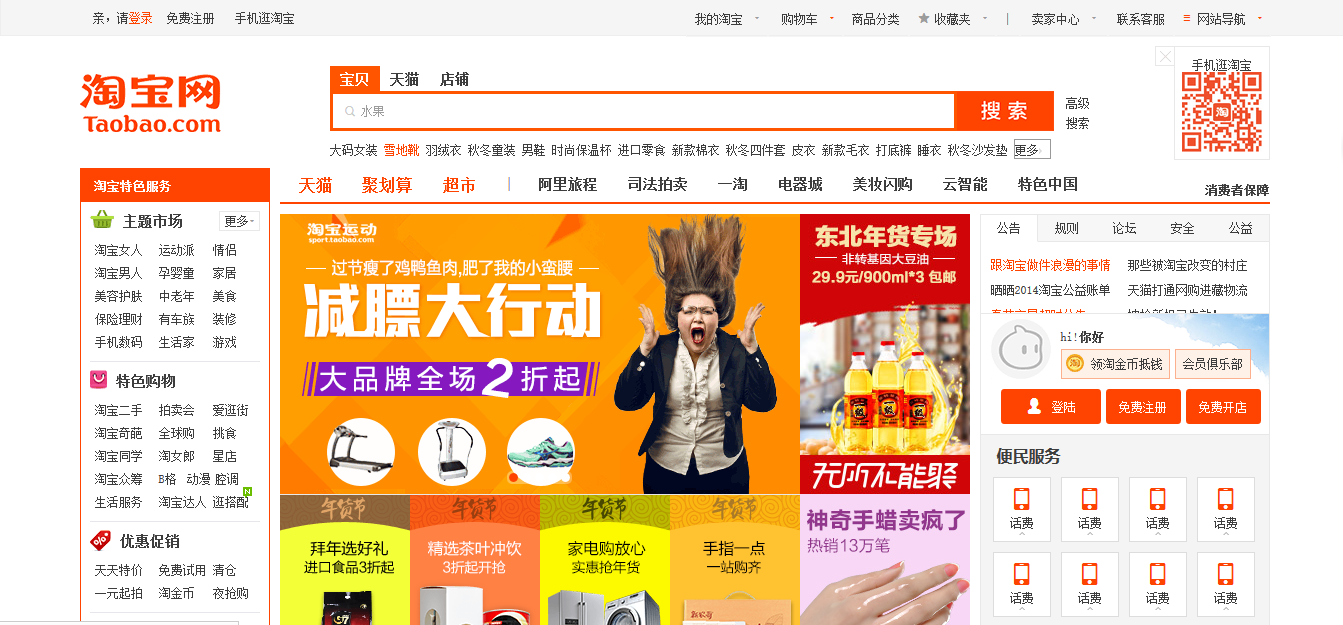 亲，请登录 免费注册 手机逛淘宝
我的淘宝 购物车 商品分类 收藏夹 卖家中心 联系客服 网站导航
淘宝网
Taobao.com
宝贝 天猫 店铺
水果
搜索
高级
搜索
大码女装 雪地靴 羽绒衣 秋冬童装 男鞋 时尚保温杯 进口零食 新款棉衣 秋冬四件套 皮衣 新款毛衣 打底裤 睡衣 秋冬沙发垫 更多
手机逛淘宝
淘
淘宝特色服务
天猫 聚划算 超市 阿里旅程 司法拍卖 一淘 电器城 美妆闪购 云智能 特色中国
消费者保障
主题市场 更多
淘宝女人 运动派 情侣
淘宝男人 孕婴童 家居
美容护肤 中老年 美食
保险理财 有车族 装修
手机数码 生活家 游戏
特色购物
淘宝二手 拍卖会 爱逛街
淘宝奇葩 全球购 挑食
淘宝同学 淘女郎 星店
淘宝众筹 B格 动漫 腔调
生活服务 淘宝达人 逛搭配
N
优惠促销
天天特价 免费试用 清仓
一元起拍 淘金币 夜抢购
淘宝运动
sport.taobao.com
过节瘦了鸡鸭鱼肉,肥了我的小蛮腰
减膘大行动
大品牌全场2折起
东北年货专场
非转基因大豆油
29.9元/900ml*3 包邮
无所不能聚
年货节
拜年选好礼
进口食品3折起
年货节
精选茶叶冲饮
3折起开抢
年货节
家电购放心
实惠抢年货
年货节
手指一点
一站购齐
神奇手蜡卖疯了
热销13万笔
公告 规则 论坛 安全 公益
跟淘宝做件浪漫的事情 那些被淘宝改变的村庄
晒晒2014淘宝公益账单 天猫打通网购进藏物流
hi!你好
淘 领淘金币抵钱 会员俱乐部
登陆 免费注册 免费开店
便民服务
话费 话费 话费 话费
话费 话费 话费 话费